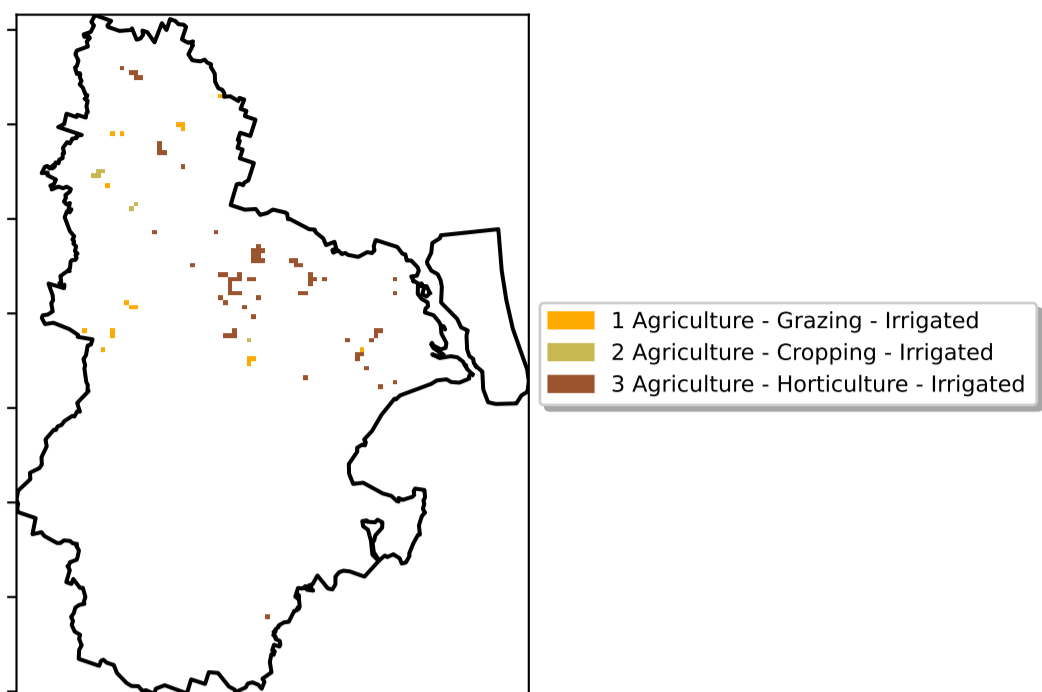 1 Agriculture - Grazing - Irrigated
2 Agriculture - Cropping - Irrigated
3 Agriculture - Horticulture - Irrigated